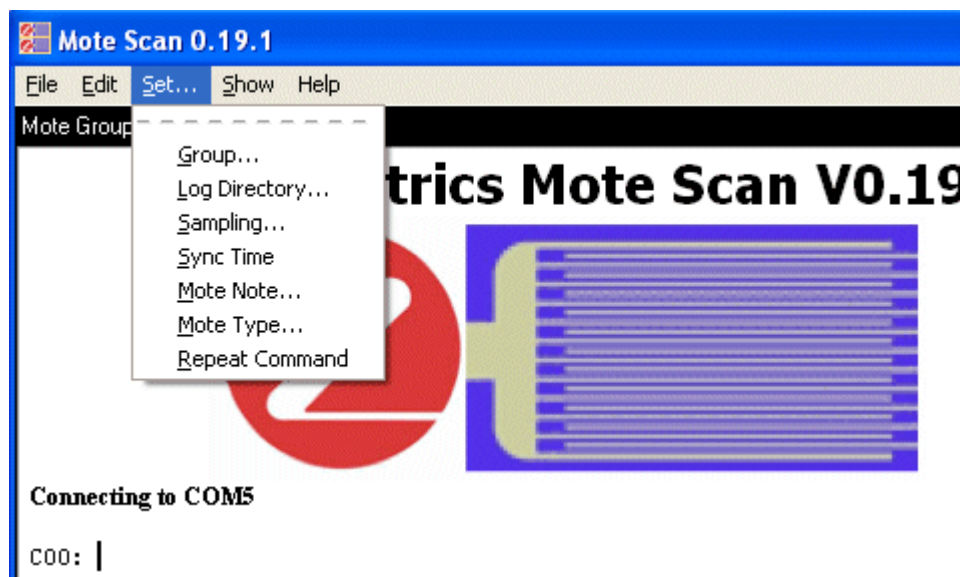 Mote Scan 0.19.1
File Edit Set... Show Help
Mote Group
Group...
Log Directory...
Sampling...
Sync Time
Mote Note...
Mote Type...
Repeat Command
trics Mote Scan V0.19
Connecting to COM5
COO: